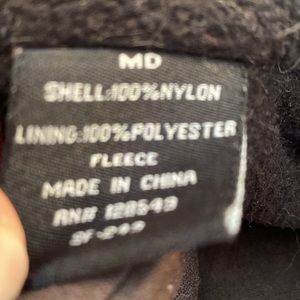 MD
SHELL:100%NYLON
LINING:100%POLYESTER
FLEECE
MADE IN CHINA
RN# 128549